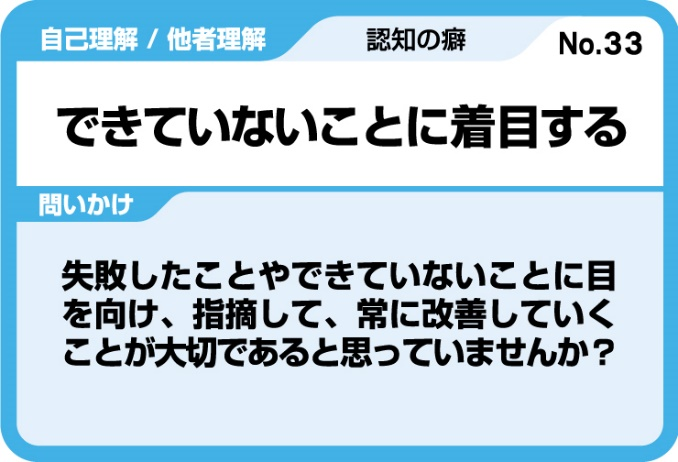 自己理解 / 他者理解
認知の癖
No.33
できていないことに着目する
問いかけ
失敗したことやできていないことに目
を向け、指摘して、常に改善していく
ことが大切であると思っていませんか？